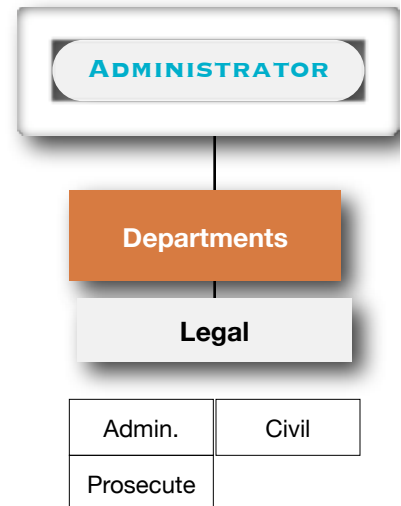 ADMINISTRATOR
Departments
Legal
Admin. Civil
Prosecute